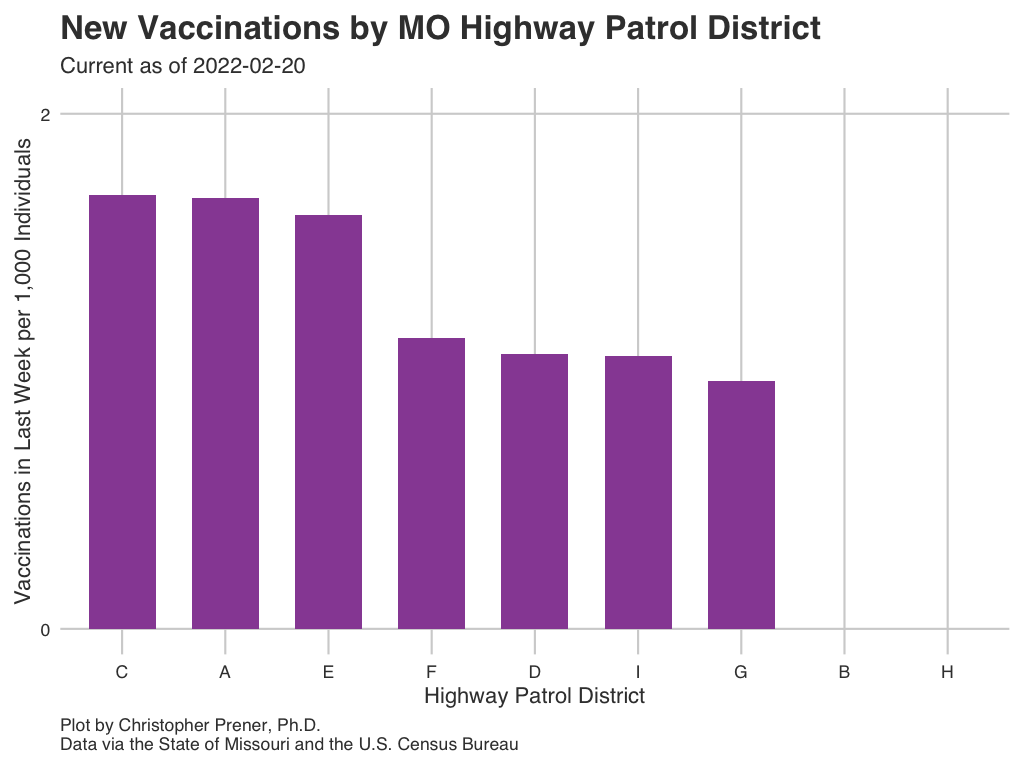 New Vaccinations by MO Highway Patrol District
Current as of 2022-02-20
Vaccinations in Last Week per 1,000 Individuals
2
0
C A E F D I G B H
Highway Patrol District
Plot by Christopher Prener, Ph.D.
Data via the State of Missouri and the U.S. Census Bureau